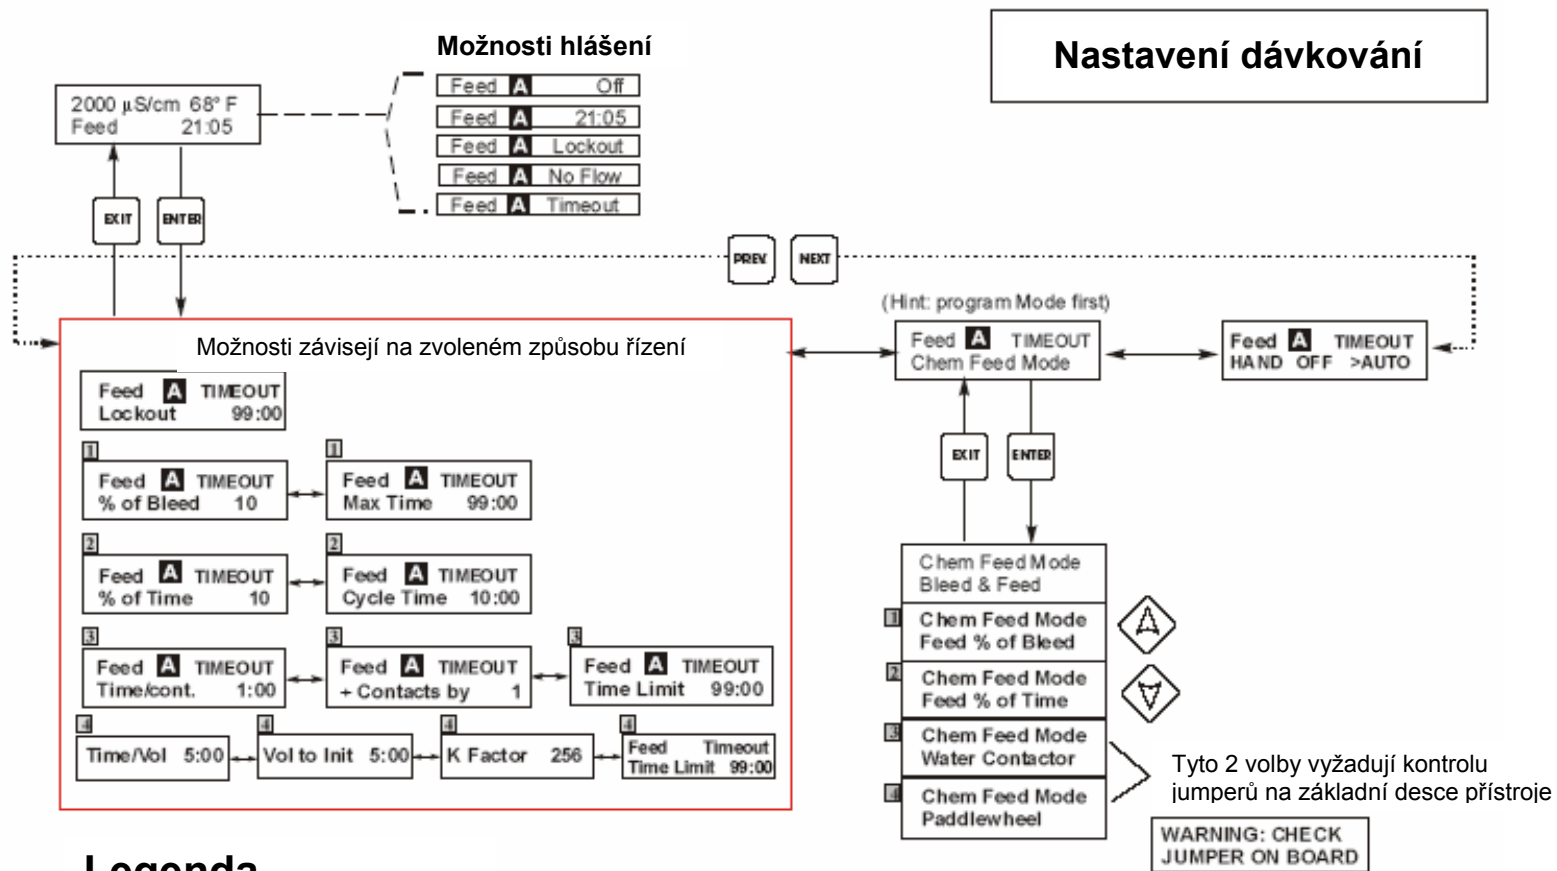 Možnosti hlášení
Nastavení dávkování
2000 µS/cm 68° F
Feed 21:05
Feed A Off
Feed A 21:05
Feed A Lockout
Feed A No Flow
Feed A Timeout
EXIT
ENTER
PREV.
NEXT
(Hint: program Mode first)
Možnosti závisejí na zvoleném způsobu řízení
Feed A TIMEOUT
Chem Feed Mode
Feed A TIMEOUT
HAND OFF >AUTO
Feed A TIMEOUT
Lockout 99:00
1
Feed A TIMEOUT
% of Bleed 10
1
Feed A TIMEOUT
Max Time 99:00
2
Feed A TIMEOUT
% of Time 10
2
Feed A TIMEOUT
Cycle Time 10:00
3
Feed A TIMEOUT
Time/cont. 1:00
3
Feed A TIMEOUT
+ Contacts by 1
3
Feed A TIMEOUT
Time Limit 99:00
4
Time/Vol 5:00
4
Vol to Init 5:00
4
K Factor 256
4
Feed Timeout
Time Limit 99:00
EXIT
ENTER
Chem Feed Mode
Bleed & Feed
1
Chem Feed Mode
Feed % of Bleed
2
Chem Feed Mode
Feed % of Time
3
Chem Feed Mode
Water Contactor
4
Chem Feed Mode
Paddlewheel
Tyto 2 volby vyžadují kontrolu
jumperů na základní desce přístroje
WARNING: CHECK
JUMPER ON BOARD
Legenda